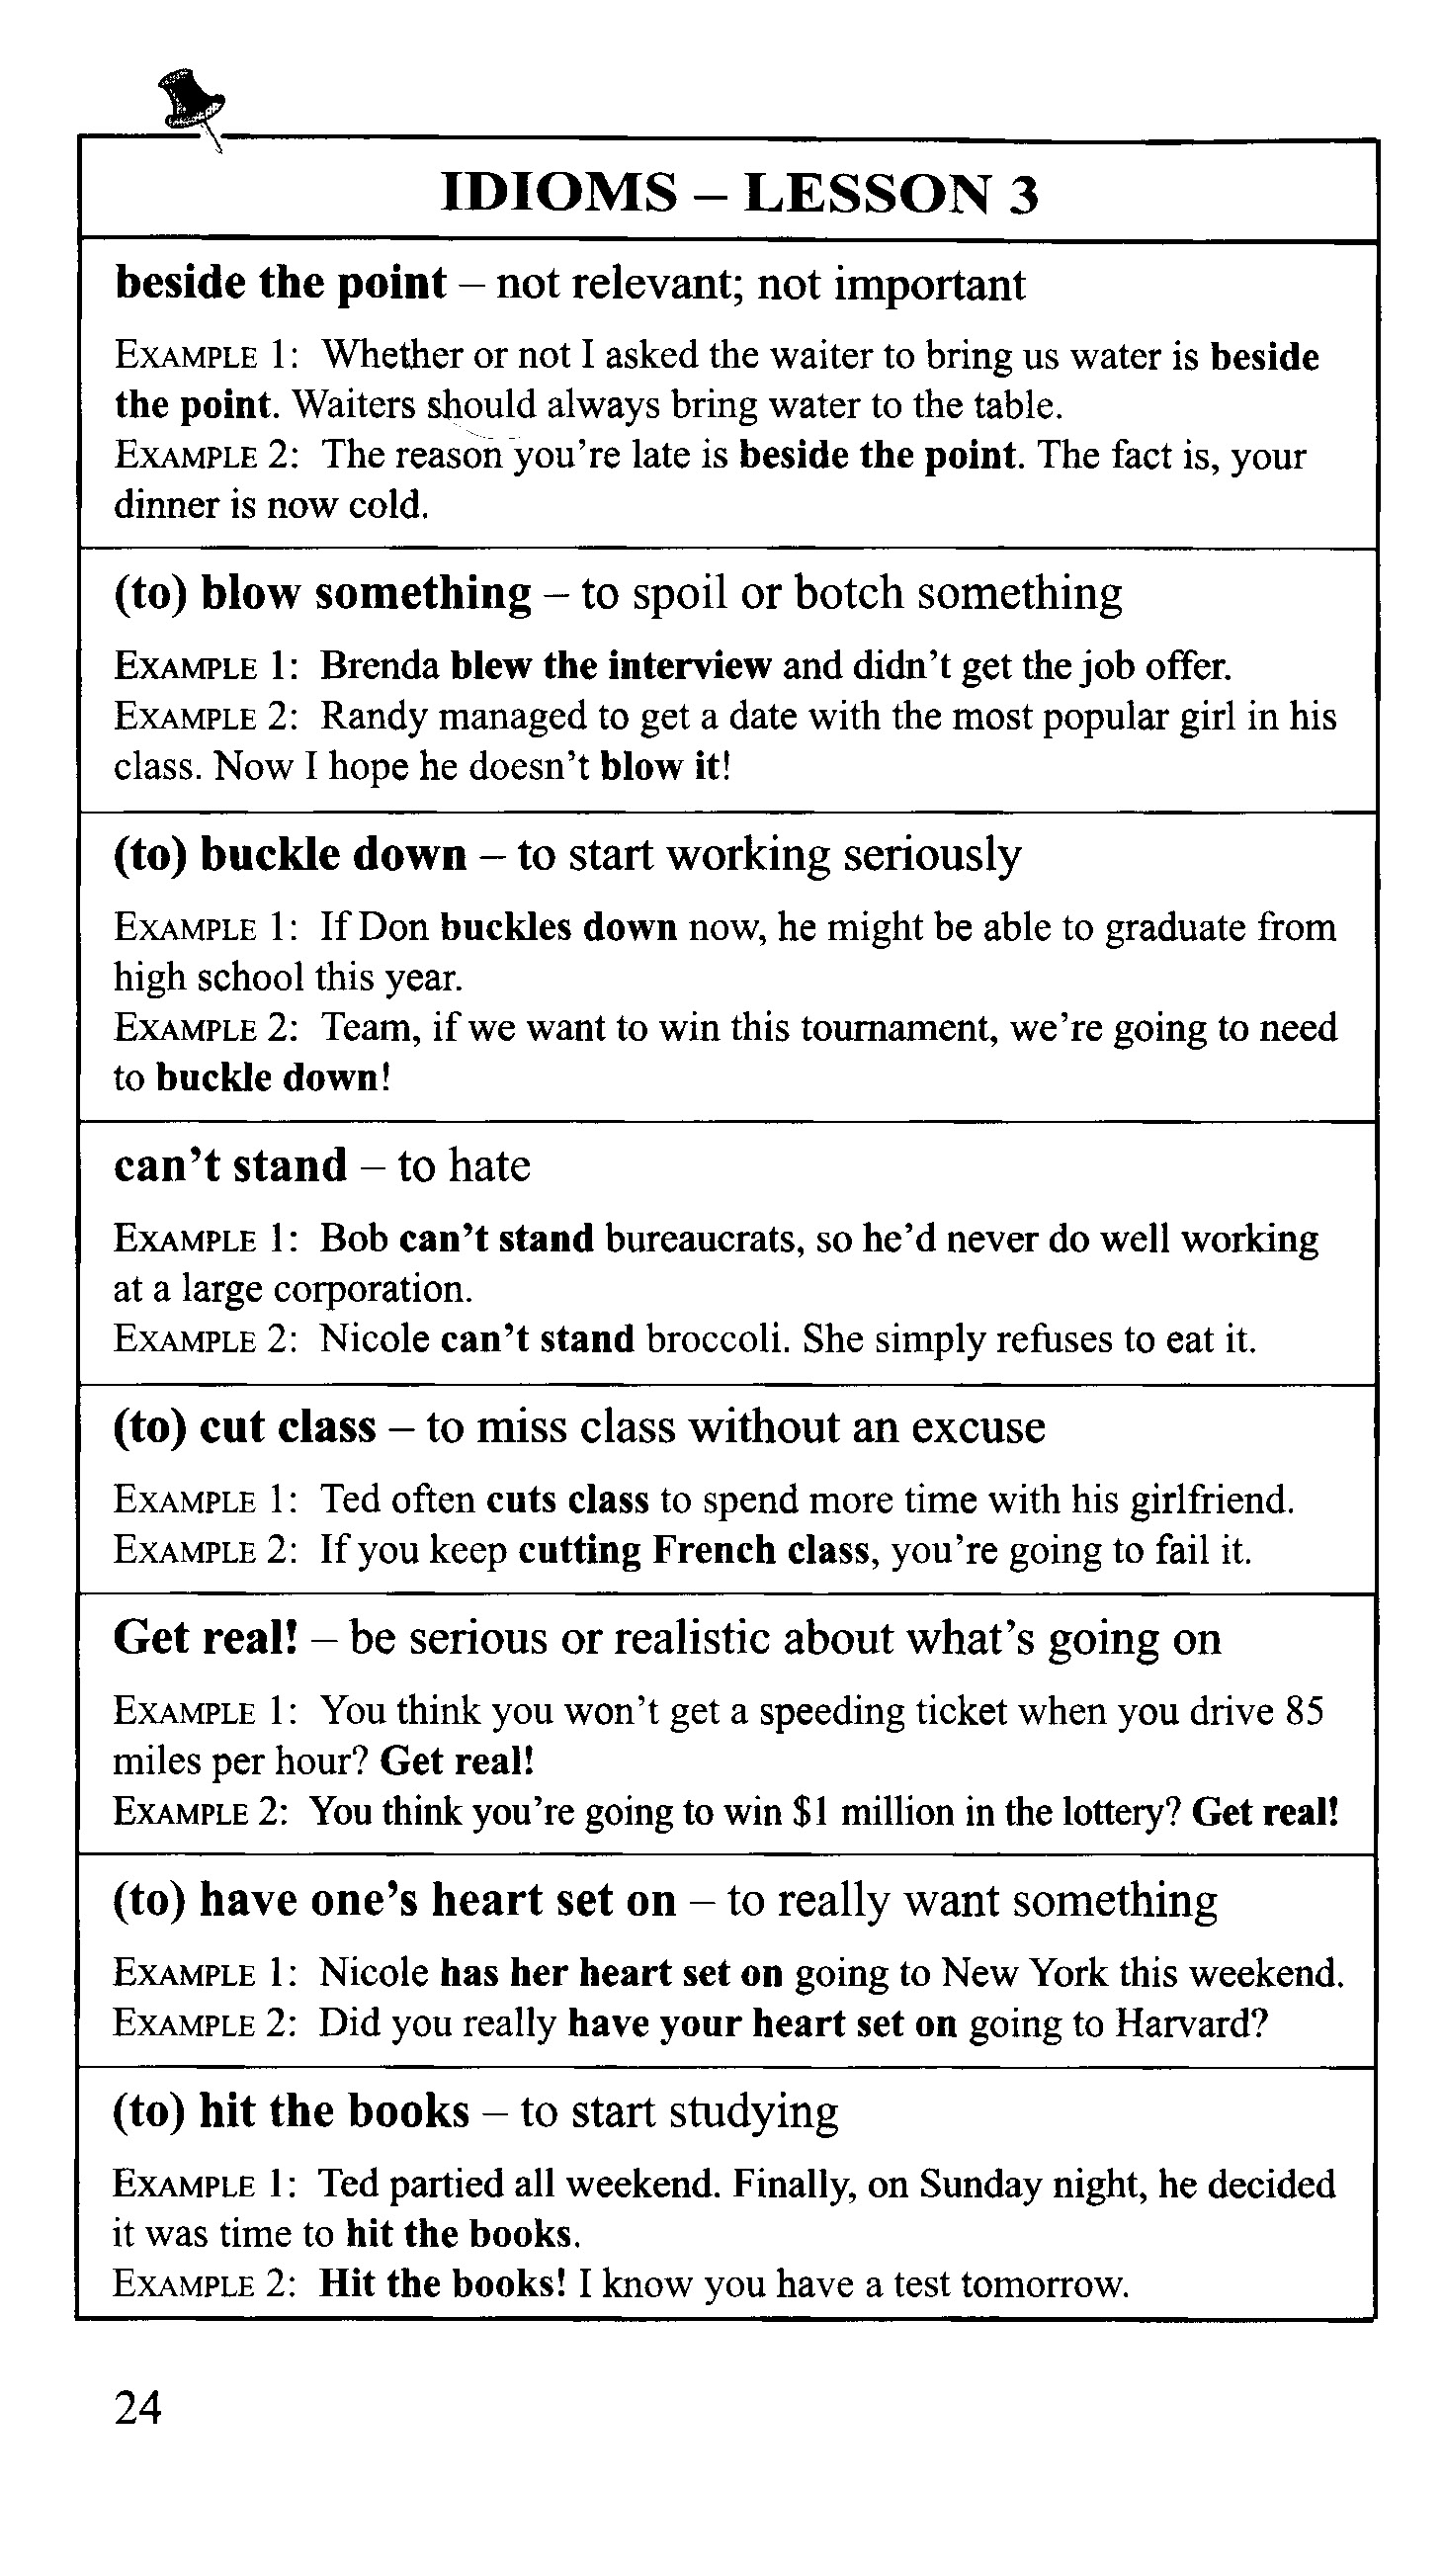 IDIOMS – LESSON 3
beside the point – not relevant; not important
EXAMPLE 1: Whether or not I asked the waiter to bring us water is beside
the point. Waiters should always bring water to the table.
EXAMPLE 2: The reason you're late is beside the point. The fact is, your
dinner is now cold.
(to) blow something – to spoil or botch something
EXAMPLE 1: Brenda blew the interview and didn't get the job offer.
EXAMPLE 2: Randy managed to get a date with the most popular girl in his
class. Now I hope he doesn't blow it!
(to) buckle down – to start working seriously
EXAMPLE 1: If Don buckles down now, he might be able to graduate from
high school this year.
EXAMPLE 2: Team, if we want to win this tournament, we're going to need
to buckle down!
can't stand – to hate
EXAMPLE 1: Bob can't stand bureaucrats, so he'd never do well working
at a large corporation.
EXAMPLE 2: Nicole can't stand broccoli. She simply refuses to eat it.
(to) cut class – to miss class without an excuse
EXAMPLE 1: Ted often cuts class to spend more time with his girlfriend.
EXAMPLE 2: If you keep cutting French class, you're going to fail it.
Get real! – be serious or realistic about what's going on
EXAMPLE 1: You think you won't get a speeding ticket when you drive 85
miles per hour? Get real!
EXAMPLE 2: You think you're going to win $1 million in the lottery? Get real!
(to) have one's heart set on – to really want something
EXAMPLE 1: Nicole has her heart set on going to New York this weekend.
EXAMPLE 2: Did you really have your heart set on going to Harvard?
(to) hit the books – to start studying
EXAMPLE 1: Ted partied all weekend. Finally, on Sunday night, he decided
it was time to hit the books.
EXAMPLE 2: Hit the books! I know you have a test tomorrow.
24